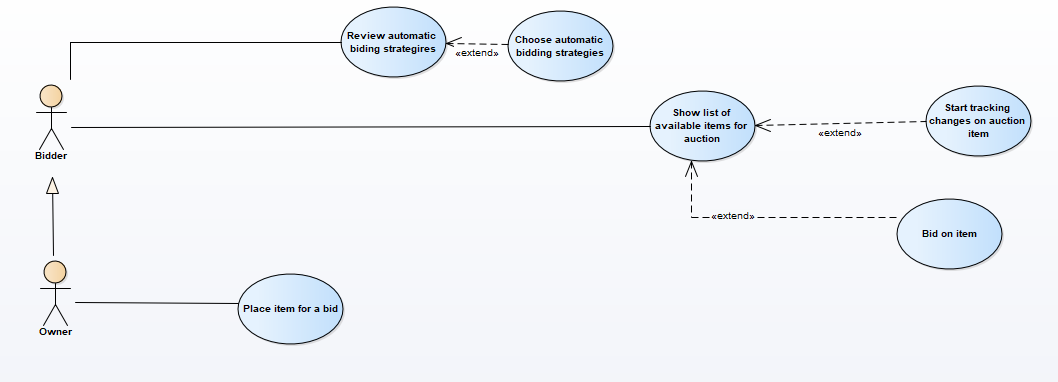 Review automatic
biding strategires
«extend»
Choose automatic
bidding strategies
Bidder
Show list of
available items for
auction
«extend»
Start tracking
changes on auction
item
«extend»
Bid on item
Owner
Place item for a bid